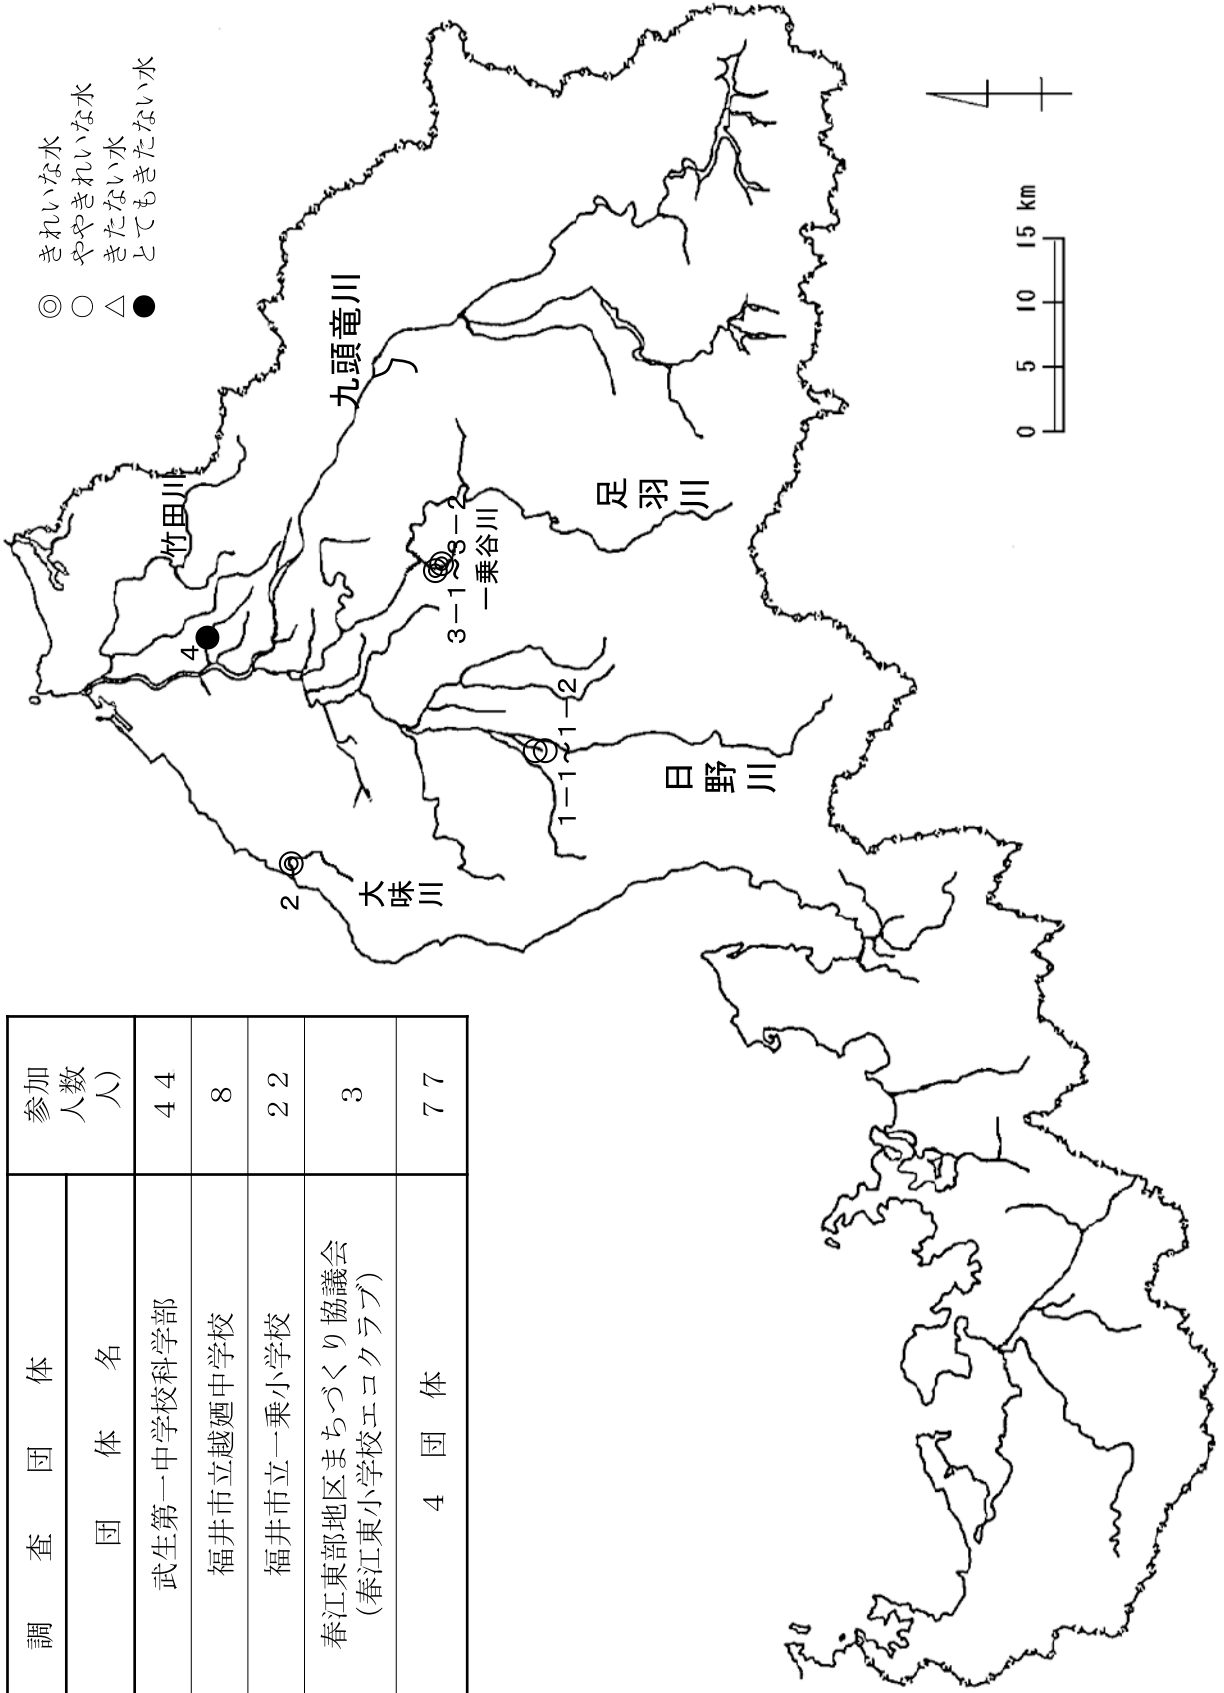 調 査 団 体
団 体 名
参加
人数
人)
武生第一中学校科学部 44
福井市立越廼中学校 8
福井市立一乗小学校 22
春江東部地区まちづくり協議会
(春江東小学校エコクラブ)
3
4 団 体 77
◎ きれいな水
○ ややきれいな水
△ きたない水
● とてもきたない水
竹田川
九頭竜川
足羽川
一乗谷川
3－1～3－2
4
日野川
1－1～1－2
大味川
2
0 5 10 15 km